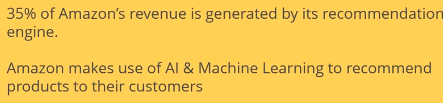 35% of Amazon’s revenue is generated by its recommendation
engine.
Amazon makes use of AI & Machine Learning to recommend
products to their customers